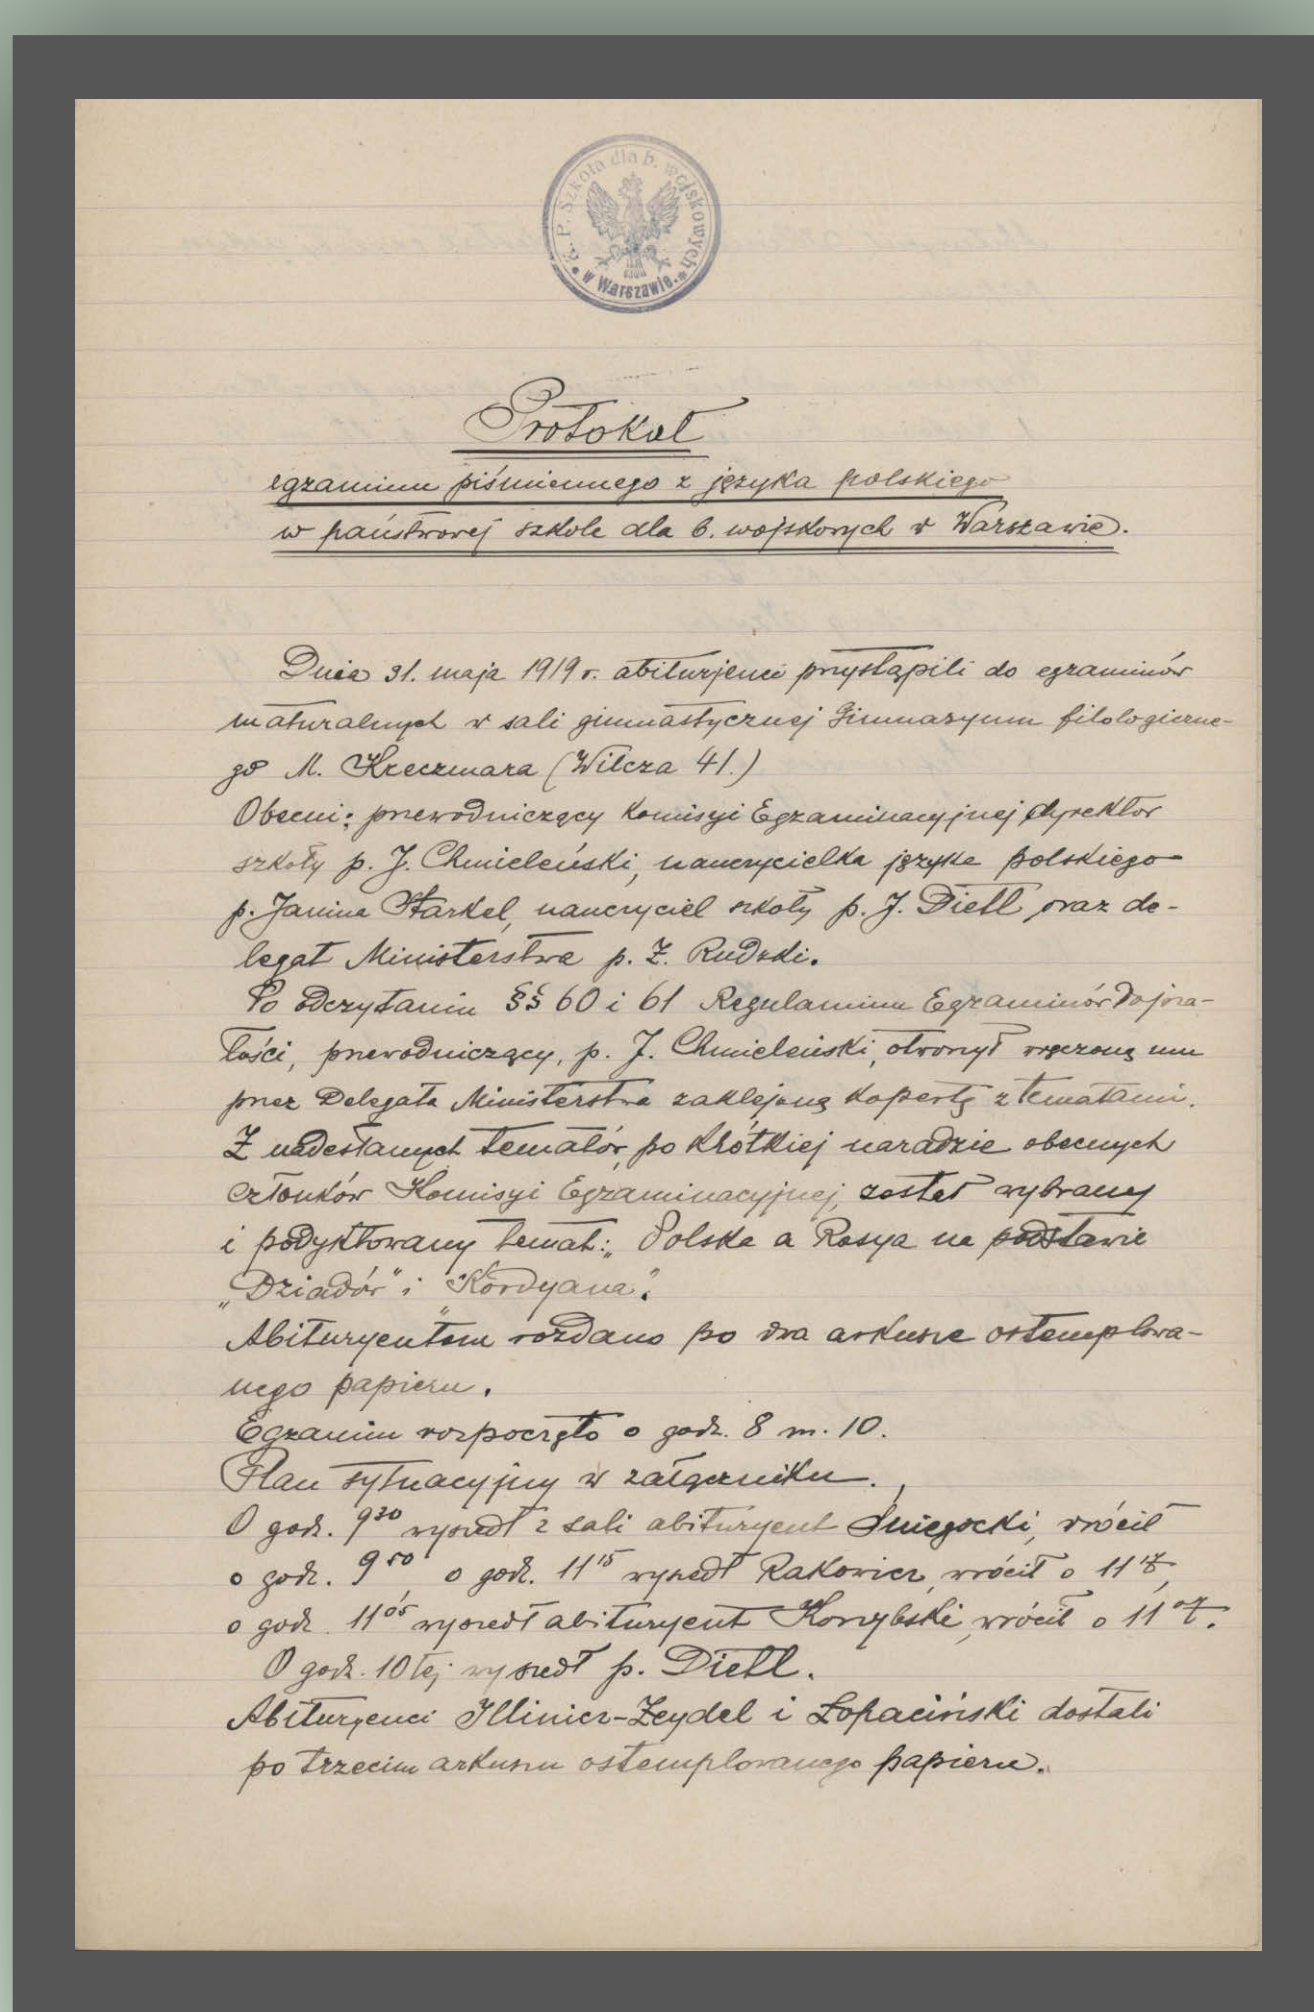 P. Szkoła dla b. wojskowych
w Warszawie.
Protokół
egzaminu piśmiennego z języka polskiego
w państwowej szkole dla b. wojskowych w Warszawie.
Dnia 31. maja 1919 r. abiturjenci przystąpili do egzaminów
maturalnych w sali gimnastycznej Gimnazyum filologiczne-
go M. Kreczmara (Wilcza 41.)
Obecni: przewodniczący Komisyi Egzaminacyjnej dyrektor
szkoły p. J. Chmieleński, nauczycielka języka polskiego
p. Janina Starkel, nauczyciel szkoły p. J. Dietl oraz de-
legat Ministerstwa p. Z. Rudzki.
Po odczytaniu §§ 60 i 61 Regulaminu Egzaminów Dojrza-
łości, przewodniczący, p. J. Chmieleński, otworzył wręczoną mu
przez Delegata Ministerstwa zaklejoną kopertę z tematami.
Z nadesłanych tematów, po krótkiej naradzie obecnych
członków Komisyi Egzaminacyjnej, został wybrany
i podyktowany temat: „Polska a Rosya na podstawie
„Dziadów” i „Kordyana”.
Abituryentom rozdano po dwa arkusze ostemplowa-
nego papieru.
Egzamin rozpoczęto o godz. 8 m. 10.
Plan sytuacyjny w załączniku.
O godz. 9³⁰ wyszedł z sali abituryent Śniegocki, wrócił
o godz. 9⁵⁰, o godz. 11¹⁵ wyszedł Rakowicz, wrócił o 11¹⁷,
o godz. 11⁰⁵ wyszedł abituryent Korzybski, wrócił o 11⁰⁷.
O godz. 10tej wyszedł p. Dietl.
Abituryenci Illinicz-Zeydel i Łopaciński dostali
po trzecim arkuszu ostemplowanego papieru.